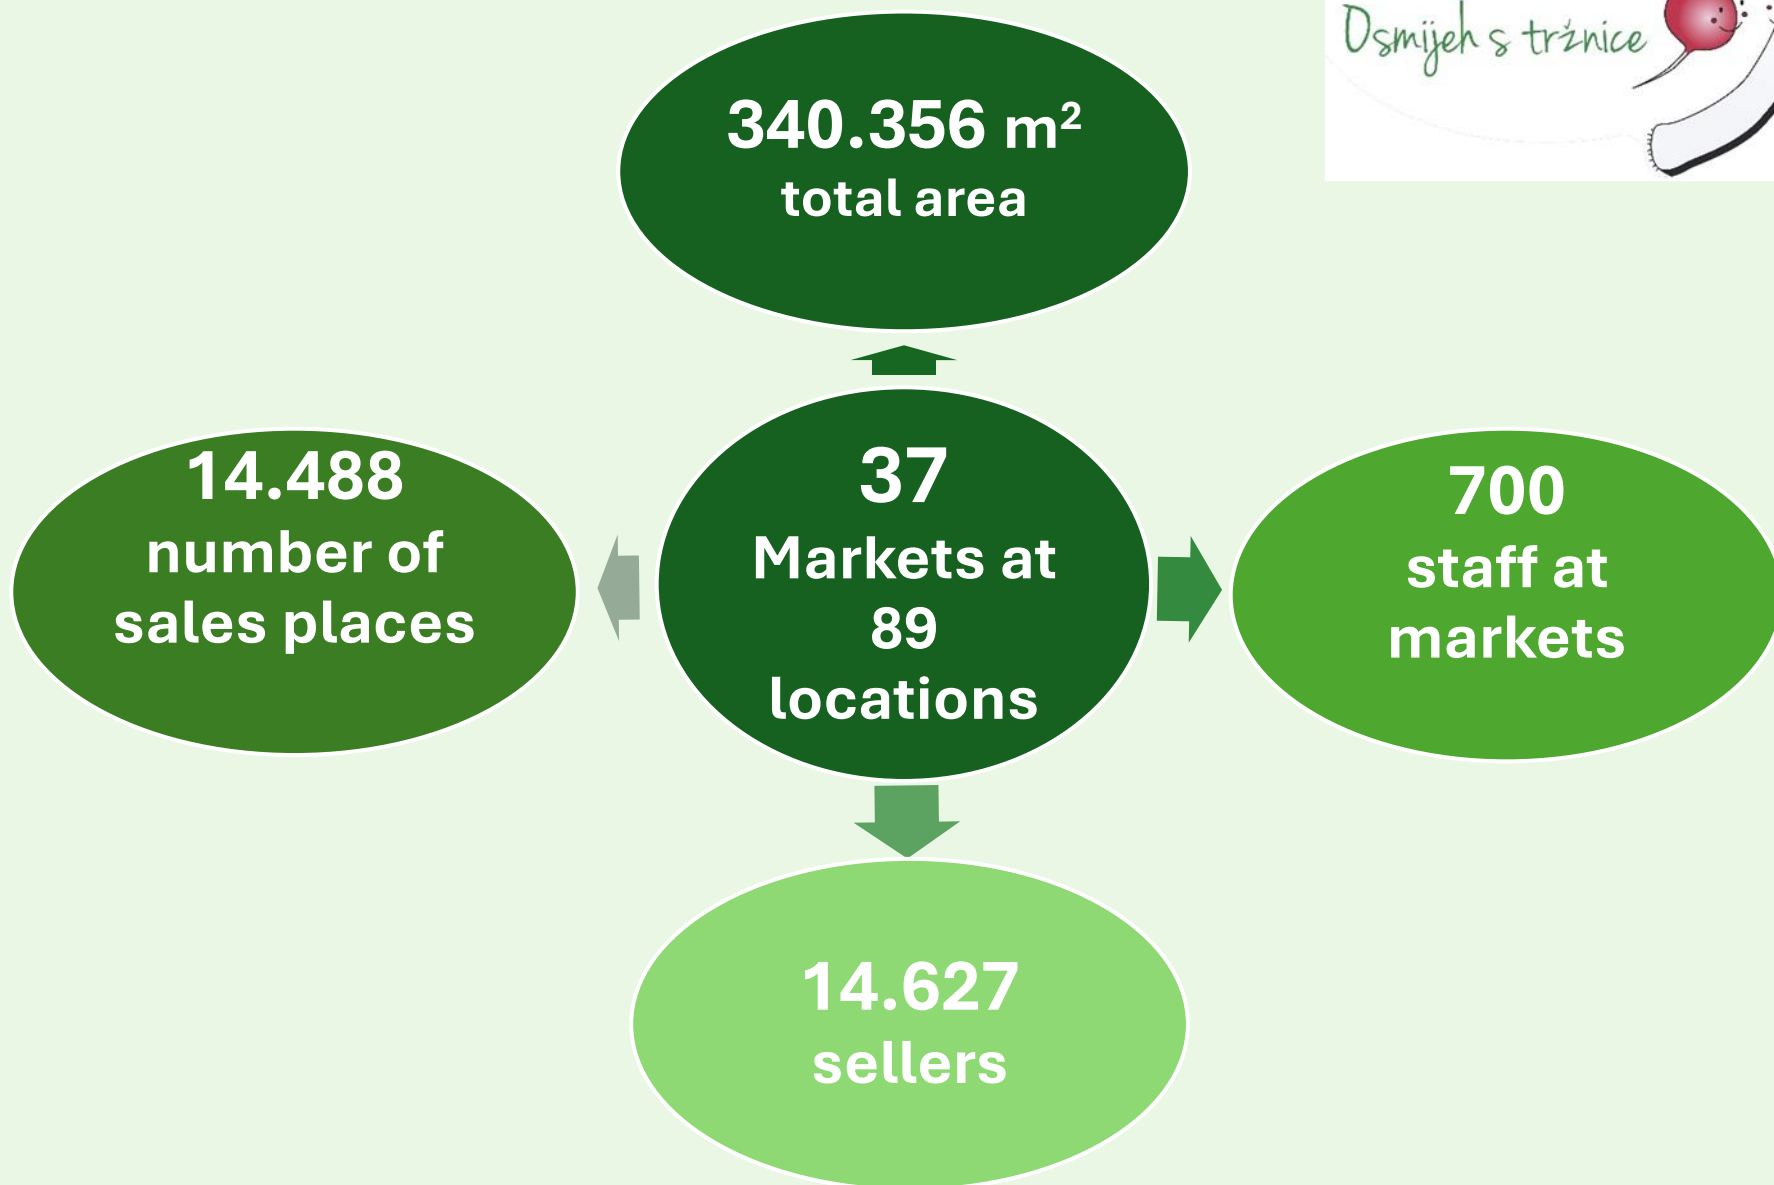 Osmijeh s tržnice
340.356 m²
total area
14.488
number of
sales places
37
Markets at
89
locations
700
staff at
markets
14.627
sellers